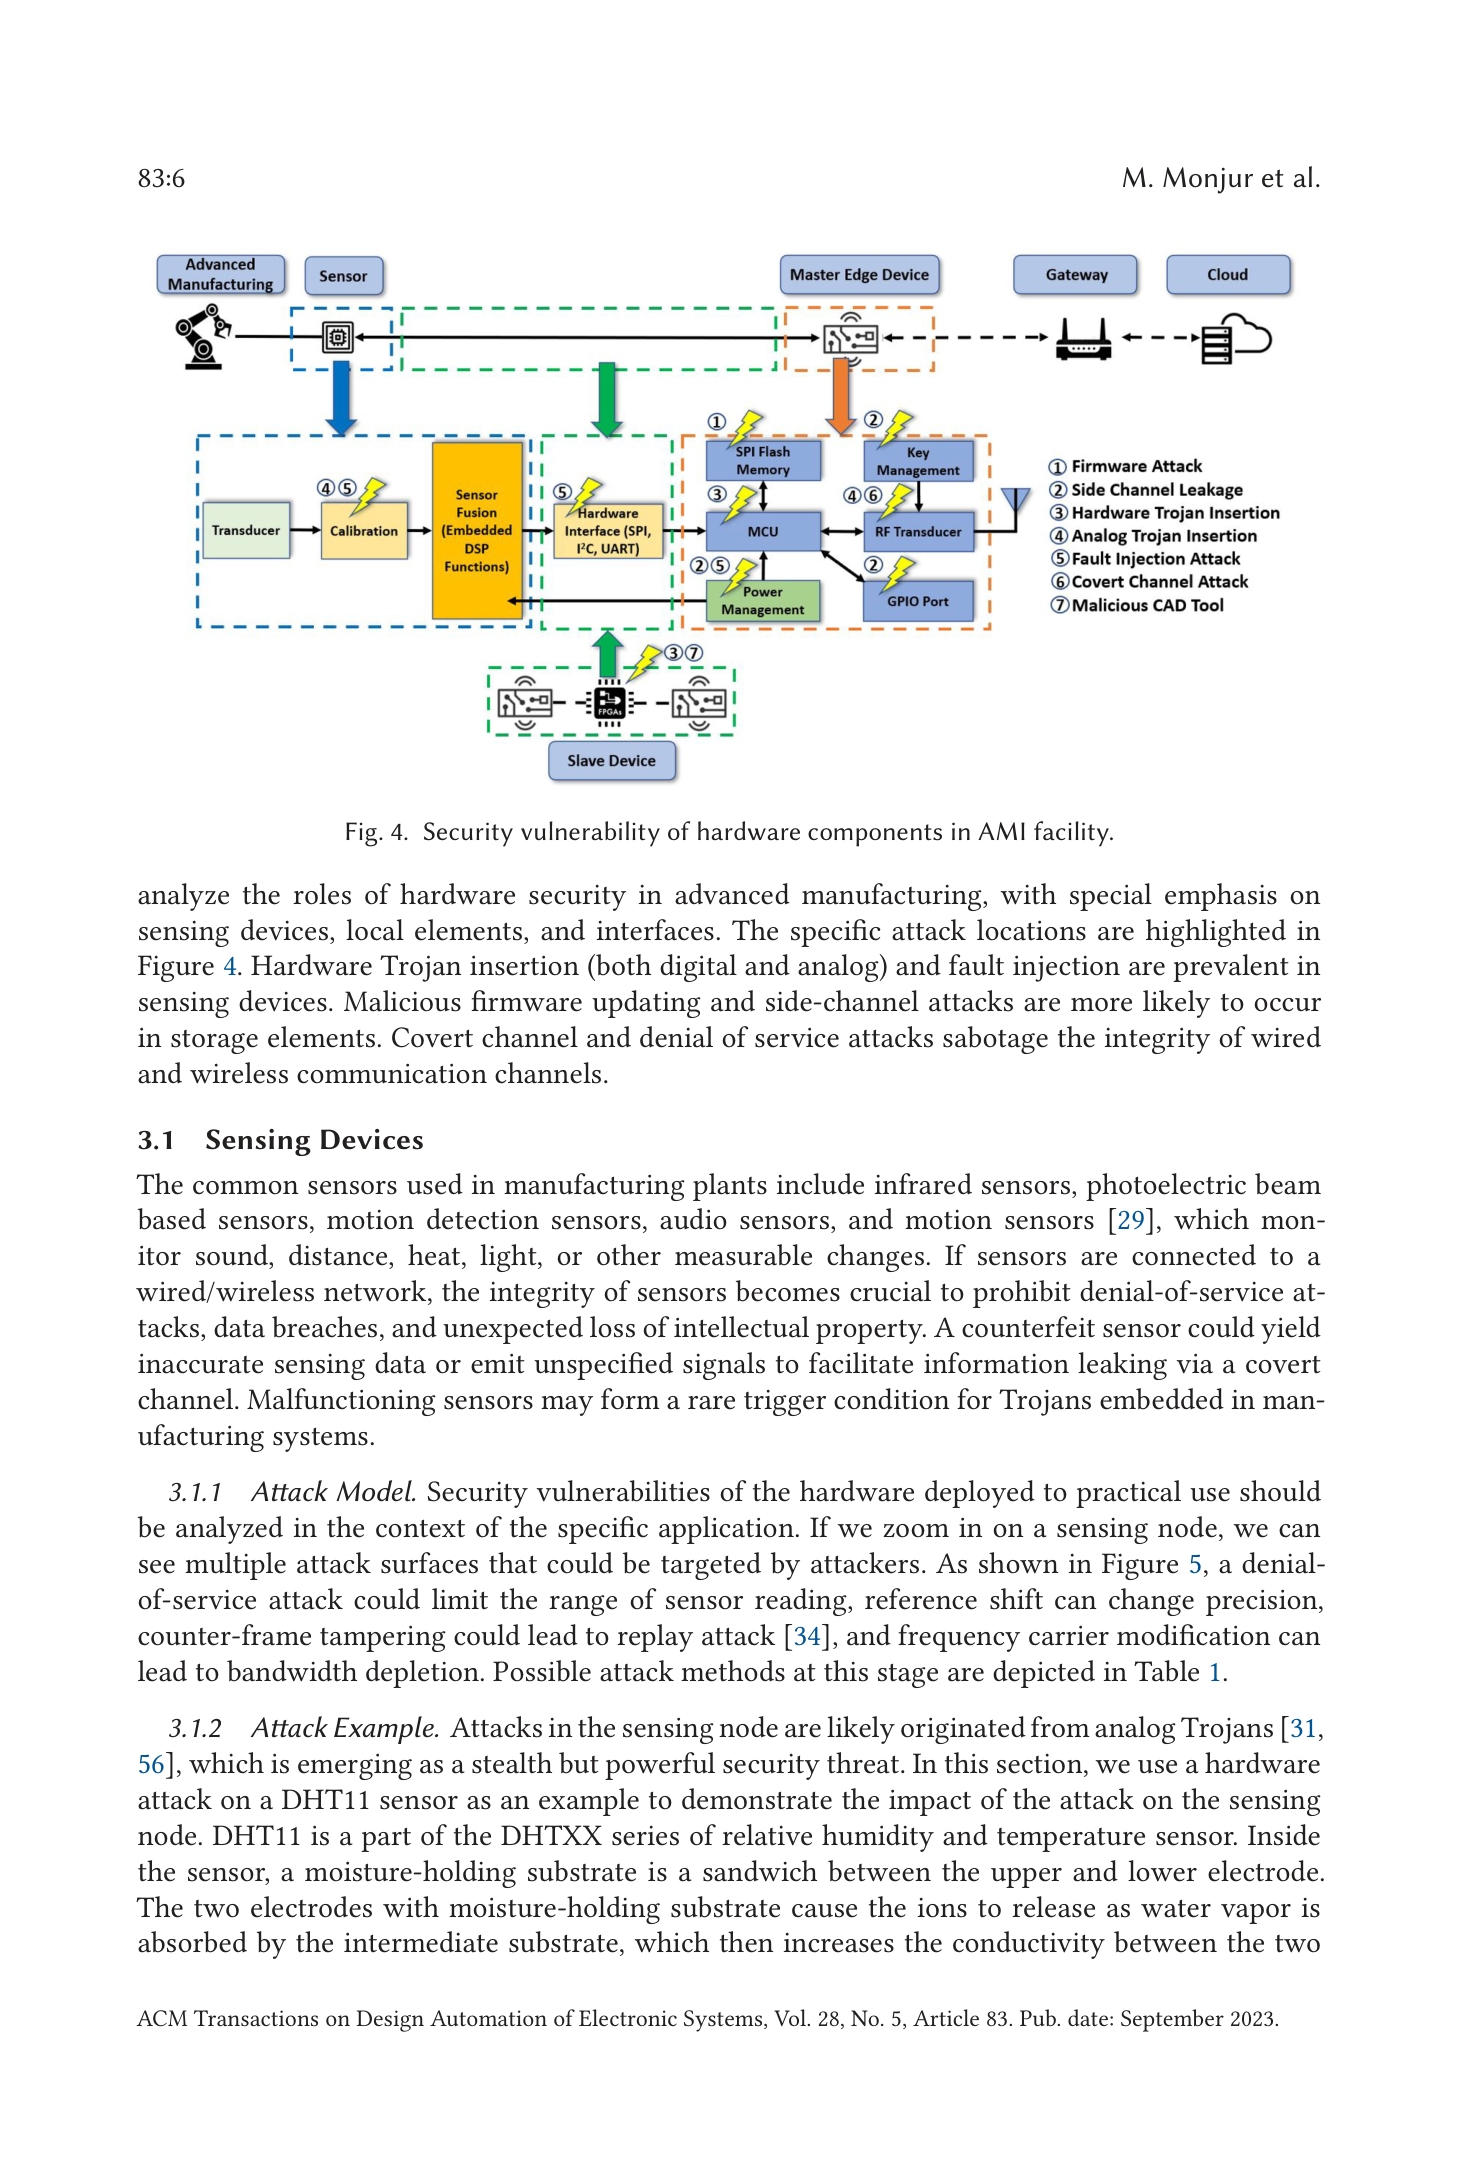 83:6
M. Monjur et al.
Advanced
Manufacturing
Sensor
Master Edge Device
Gateway
Cloud
①
②
SPI Flash
Memory
Key
Management
① Firmware Attack
② Side Channel Leakage
③ Hardware Trojan Insertion
④ Analog Trojan Insertion
⑤ Fault Injection Attack
⑥ Covert Channel Attack
⑦ Malicious CAD Tool
④⑤
Transducer
Calibration
Sensor
Fusion
(Embedded
DSP
Functions)
⑤
Hardware
Interface (SPI,
I²C, UART)
③
④⑥
MCU
RF Transducer
②⑤
②
Power
Management
GPIO Port
③⑦
FPGAs
Slave Device
Fig. 4. Security vulnerability of hardware components in AMI facility.
analyze the roles of hardware security in advanced manufacturing, with special emphasis on
sensing devices, local elements, and interfaces. The specific attack locations are highlighted in
Figure 4. Hardware Trojan insertion (both digital and analog) and fault injection are prevalent in
sensing devices. Malicious firmware updating and side-channel attacks are more likely to occur
in storage elements. Covert channel and denial of service attacks sabotage the integrity of wired
and wireless communication channels.
3.1 Sensing Devices
The common sensors used in manufacturing plants include infrared sensors, photoelectric beam
based sensors, motion detection sensors, audio sensors, and motion sensors [29], which mon-
itor sound, distance, heat, light, or other measurable changes. If sensors are connected to a
wired/wireless network, the integrity of sensors becomes crucial to prohibit denial-of-service at-
tacks, data breaches, and unexpected loss of intellectual property. A counterfeit sensor could yield
inaccurate sensing data or emit unspecified signals to facilitate information leaking via a covert
channel. Malfunctioning sensors may form a rare trigger condition for Trojans embedded in man-
ufacturing systems.
3.1.1 Attack Model. Security vulnerabilities of the hardware deployed to practical use should
be analyzed in the context of the specific application. If we zoom in on a sensing node, we can
see multiple attack surfaces that could be targeted by attackers. As shown in Figure 5, a denial-
of-service attack could limit the range of sensor reading, reference shift can change precision,
counter-frame tampering could lead to replay attack [34], and frequency carrier modification can
lead to bandwidth depletion. Possible attack methods at this stage are depicted in Table 1.
3.1.2 Attack Example. Attacks in the sensing node are likely originated from analog Trojans [31,
56], which is emerging as a stealth but powerful security threat. In this section, we use a hardware
attack on a DHT11 sensor as an example to demonstrate the impact of the attack on the sensing
node. DHT11 is a part of the DHTXX series of relative humidity and temperature sensor. Inside
the sensor, a moisture-holding substrate is a sandwich between the upper and lower electrode.
The two electrodes with moisture-holding substrate cause the ions to release as water vapor is
absorbed by the intermediate substrate, which then increases the conductivity between the two
ACM Transactions on Design Automation of Electronic Systems, Vol. 28, No. 5, Article 83. Pub. date: September 2023.